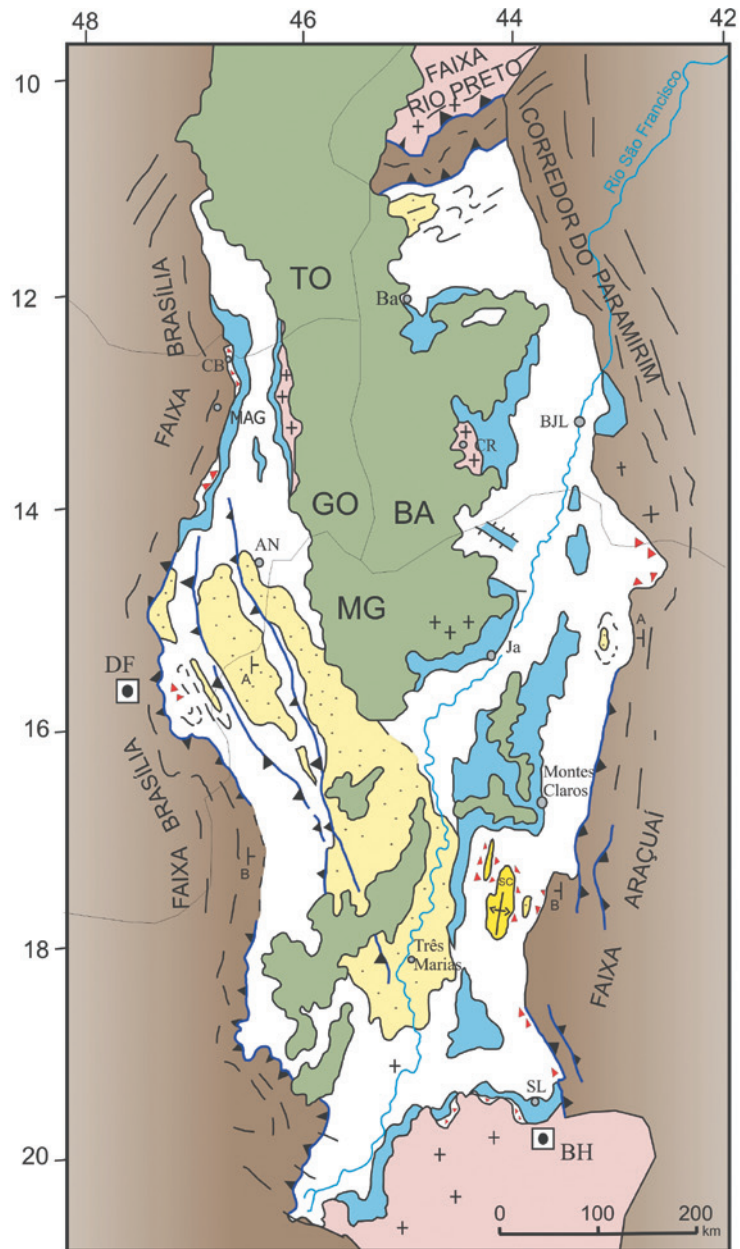 48
46
44
42
10
12
14
16
18
20
FAIXA
RIO PRETO
CORREDOR DO PARAMIRIM
Rio São Francisco
FAIXA BRASÍLIA
TO
Ba
CB
MAG
CR
BJL
GO
BA
AN
MG
Ja
A
A
DF
Montes
Claros
FAIXA BRASÍLIA
B
SC
B
FAIXA ARAÇUAÍ
Três
Marias
SL
BH
0 100 200
km